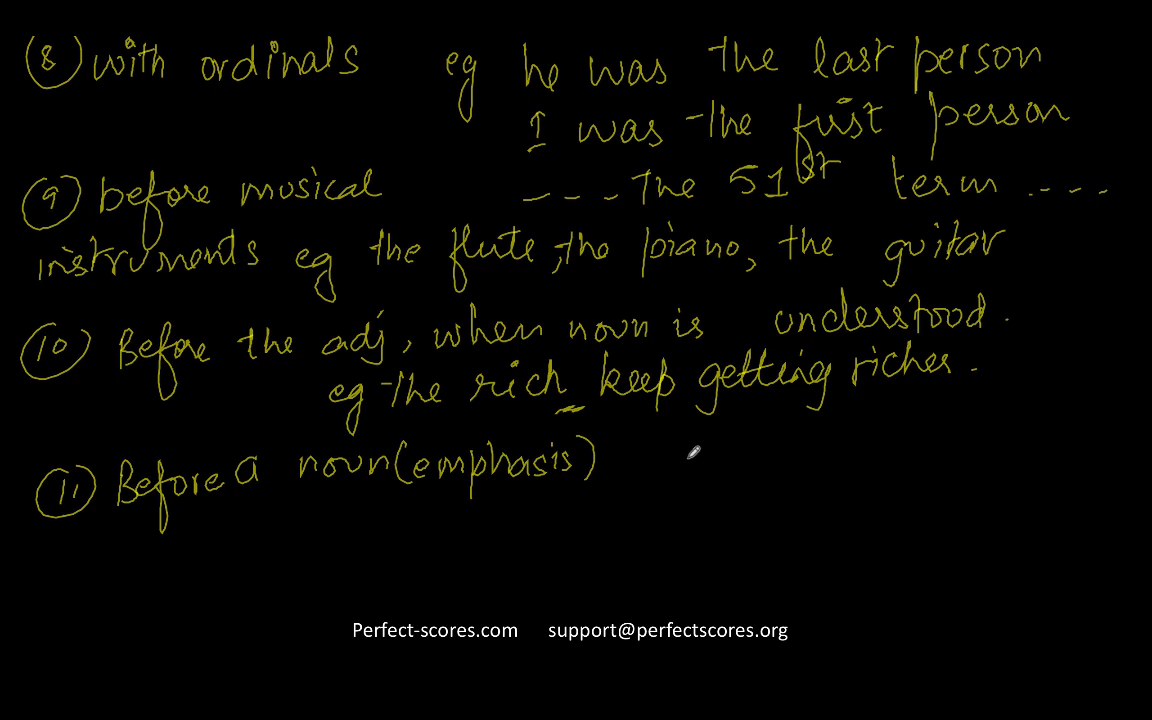 (8) with ordinals eg he was the last person
I was the first person
(9) before musical - - - . The 51st term . - - -
instruments eg the flute, the piano, the guitar
(10) Before the adj, when noun is understood.
eg The rich keep getting richer.
(11) Before a noun (emphasis)
Perfect-scores.com support@perfectscores.org